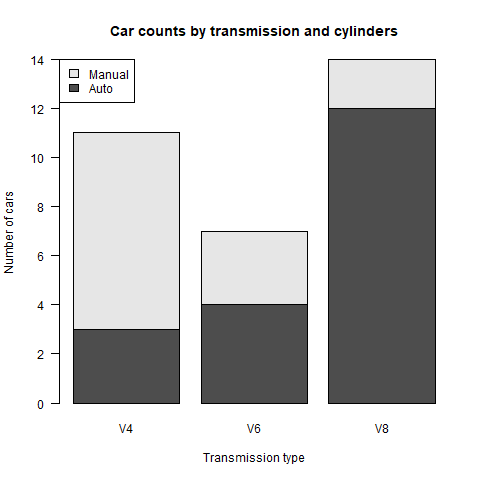 Car counts by transmission and cylinders
Manual
Auto
Number of cars
14
12
10
8
6
4
2
0
V4 V6 V8
Transmission type